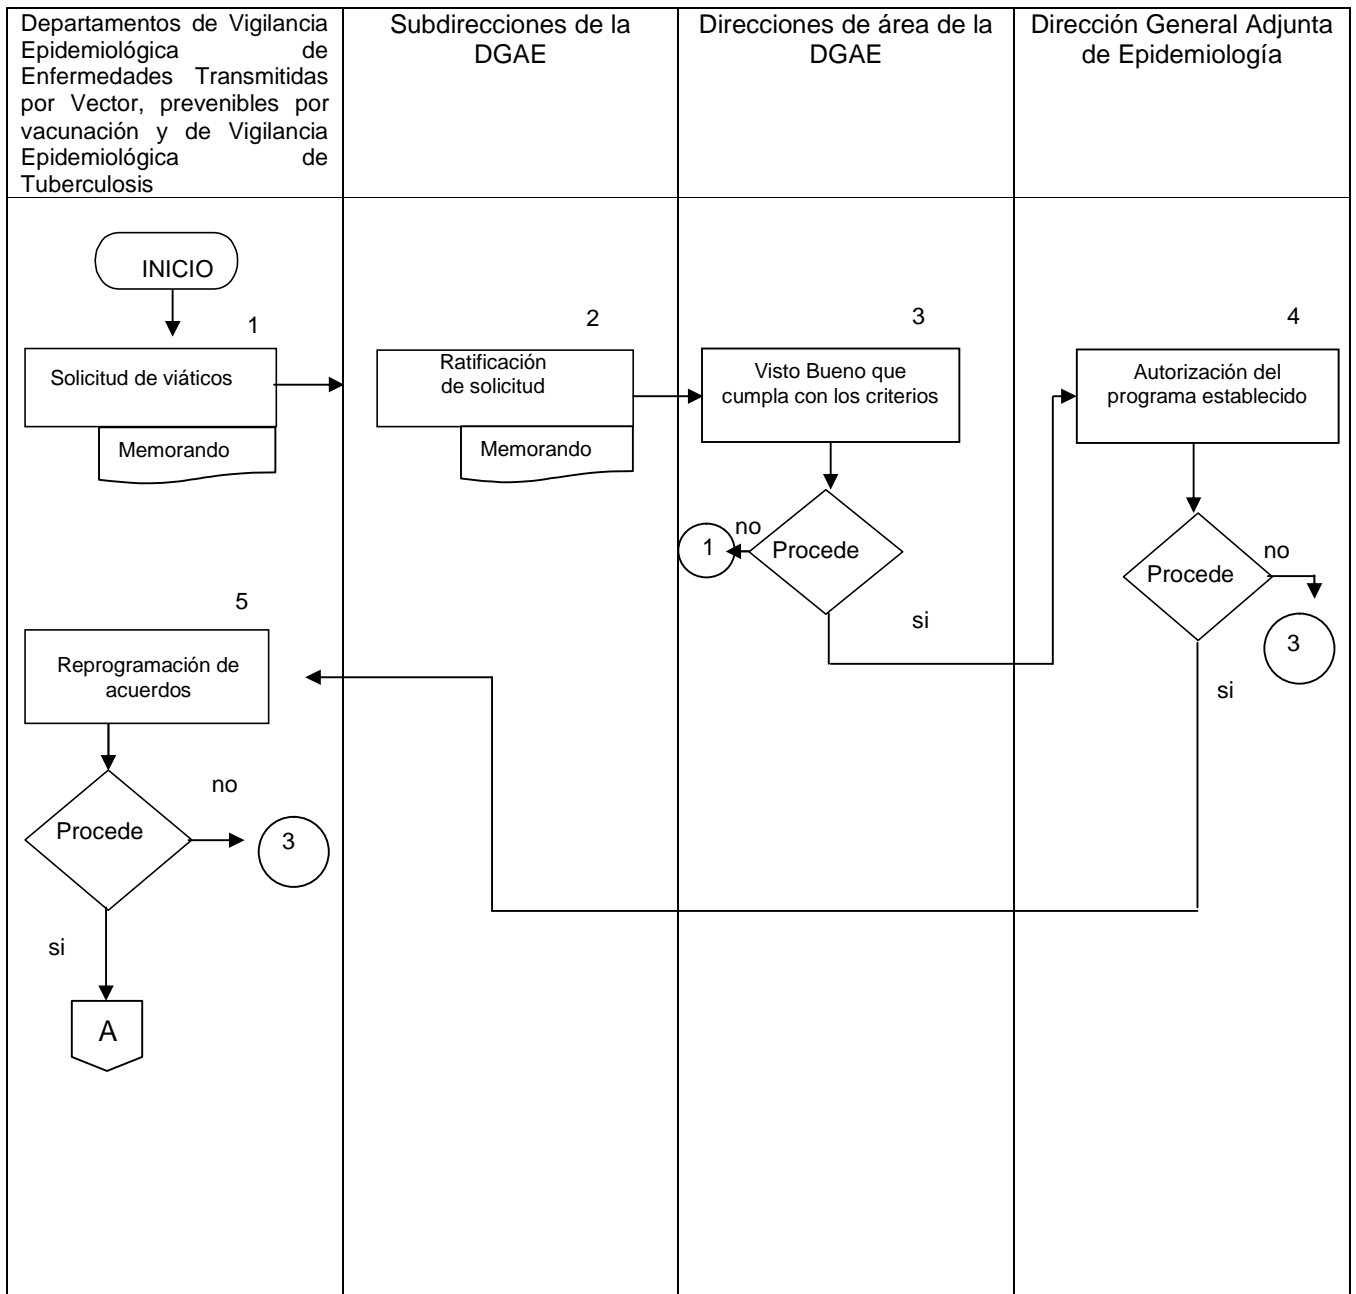 Departamentos de Vigilancia
Epidemiológica de
Enfermedades Transmitidas
por Vector, prevenibles por
vacunación y de Vigilancia
Epidemiológica de
Tuberculosis
Subdirecciones de la
DGAE
Direcciones de área de la
DGAE
Dirección General Adjunta
de Epidemiología
INICIO
1
Solicitud de viáticos
Memorando
2
Ratificación
de solicitud
Memorando
3
Visto Bueno que
cumpla con los criterios
Procede
no
1
si
4
Autorización del
programa establecido
Procede
no
3
si
5
Reprogramación de
acuerdos
Procede
no
3
si
A